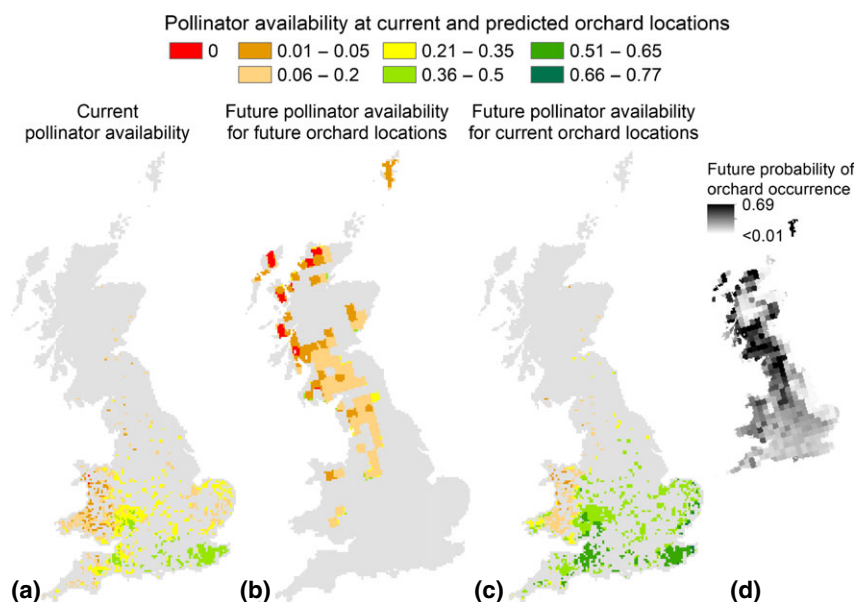 Pollinator availability at current and predicted orchard locations
0 0.01 – 0.05 0.21 – 0.35 0.51 – 0.65
0.06 – 0.2 0.36 – 0.5 0.66 – 0.77
Current
pollinator availability
Future pollinator availability
for future orchard locations
Future pollinator availability
for current orchard locations
Future probability of
orchard occurrence
0.69
<0.01
(a) (b) (c) (d)